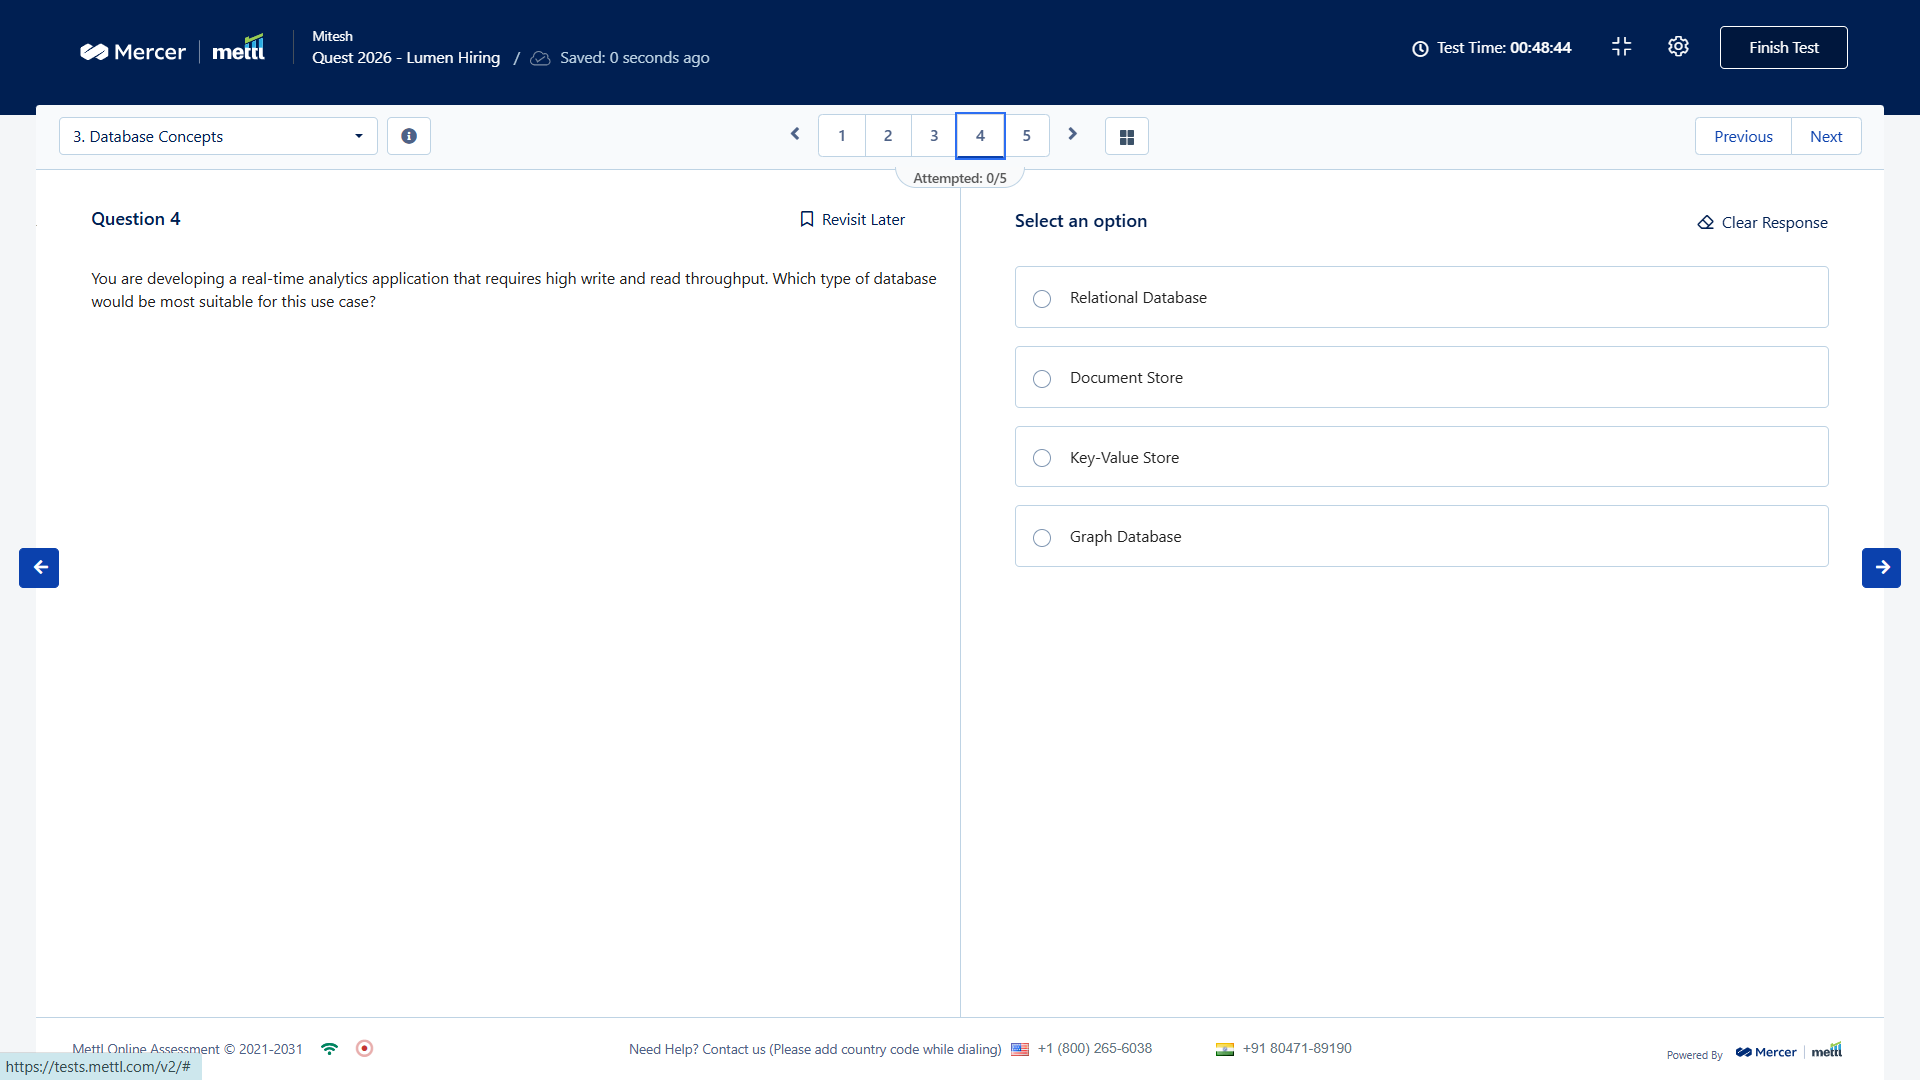 Mercer | mettl
Mitesh
Quest 2026 - Lumen Hiring / Saved: 0 seconds ago
Test Time: 00:48:44
Finish Test
3. Database Concepts
1 2 3 4 5
Previous
Next
Attempted: 0/5
Question 4
Revisit Later
You are developing a real-time analytics application that requires high write and read throughput. Which type of database
would be most suitable for this use case?
Select an option
Clear Response
Relational Database
Document Store
Key-Value Store
Graph Database
Mettl Online Assessment © 2021-2031
Need Help? Contact us (Please add country code while dialing) +1 (800) 265-6038 +91 80471-89190
Powered By Mercer | mettl
https://tests.mettl.com/v2/#